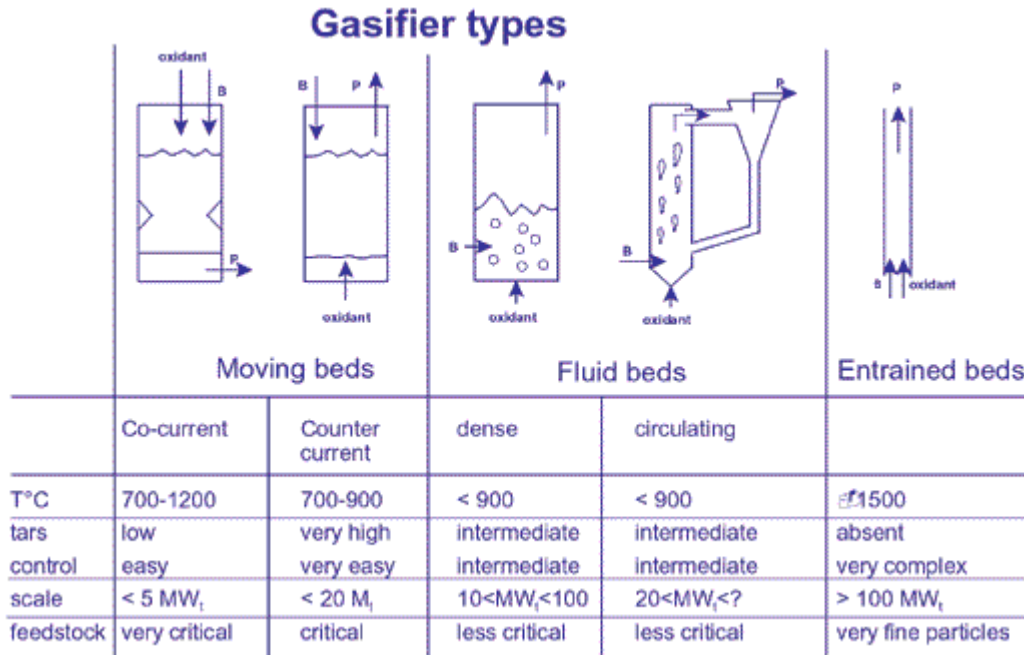 Gasifier types
oxidant
B
P
B
P
oxidant
P
B
oxidant
P
B
oxidant
P
B oxidant
Moving beds
Fluid beds
Entrained beds
Co-current
Counter current
dense
circulating
T°C 700-1200 700-900 < 900 < 900 1500
tars low very high intermediate intermediate absent
control easy very easy intermediate intermediate very complex
scale < 5 MWt < 20 Mt 10<MWt<100 20<MWt<? > 100 MWt
feedstock very critical critical less critical less critical very fine particles